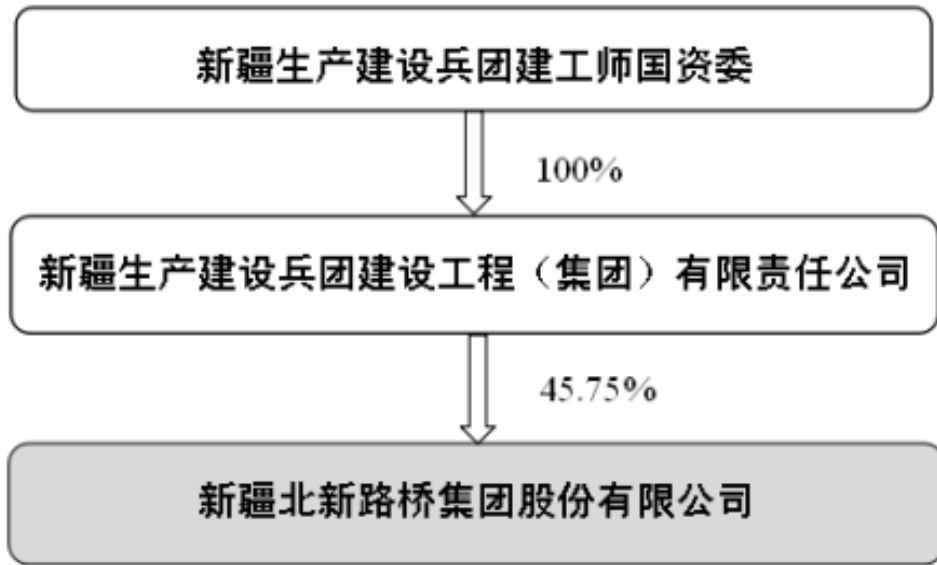 新疆生产建设兵团建工师国资委
100%
新疆生产建设兵团建设工程（集团）有限责任公司
45.75%
新疆北新路桥集团股份有限公司